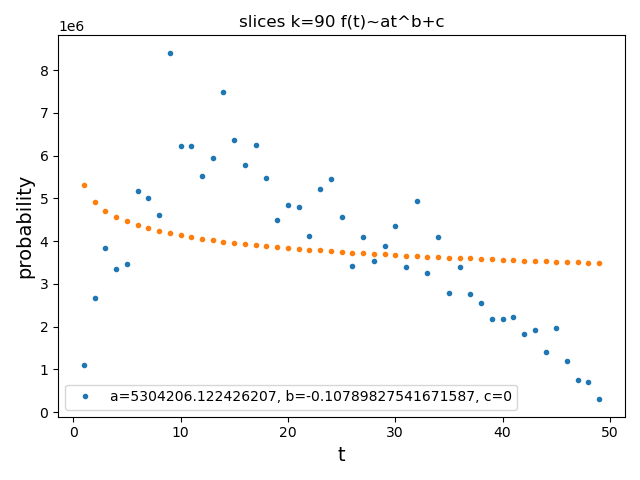 slices k=90 f(t)~at^b+c
1e6
8
7
6
5
4
3
2
1
0
probability
a=5304206.122426207, b=-0.10789827541671587, c=0
0 10 20 30 40 50
t